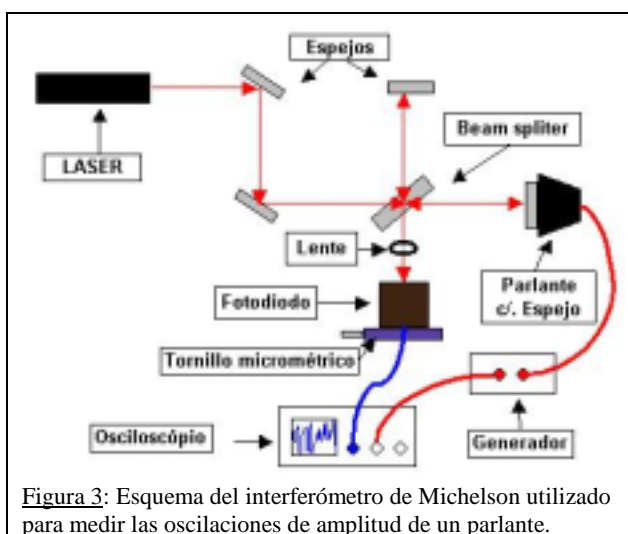 Espejos
LASER
Beam spliter
Lente
Fotodiodo
Parlante
c/. Espejo
Tornillo micrométrico
Osciloscópio
Generador
Figura 3: Esquema del interferómetro de Michelson utilizado
para medir las oscilaciones de amplitud de un parlante.